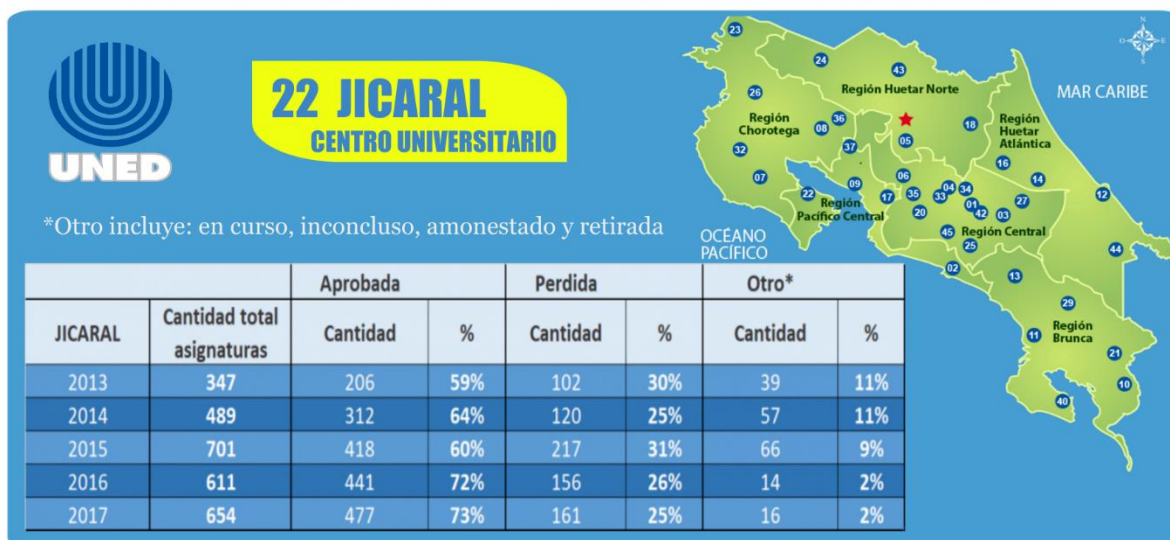 UNED
22 JICARAL
CENTRO UNIVERSITARIO
*Otro incluye: en curso, inconcluso, amonestado y retirada
Aprobada Perdida Otro*
JICARAL Cantidad total asignaturas Cantidad % Cantidad % Cantidad %
2013 347 206 59% 102 30% 39 11%
2014 489 312 64% 120 25% 57 11%
2015 701 418 60% 217 31% 66 9%
2016 611 441 72% 156 26% 14 2%
2017 654 477 73% 161 25% 16 2%
N
O E
S
23
24
43
Región Huetar Norte
MAR CARIBE
26
Región
Chorotega
36
08
05
18
Región
Huetar
Atlántica
32
37
16
07
06
14
22
09
17
35
33
04
34
01
27
12
Región
Pacífico Central
20
42
03
Región Central
OCÉANO
PACÍFICO
45
25
44
02
13
29
11
Región
Brunca
21
10
40